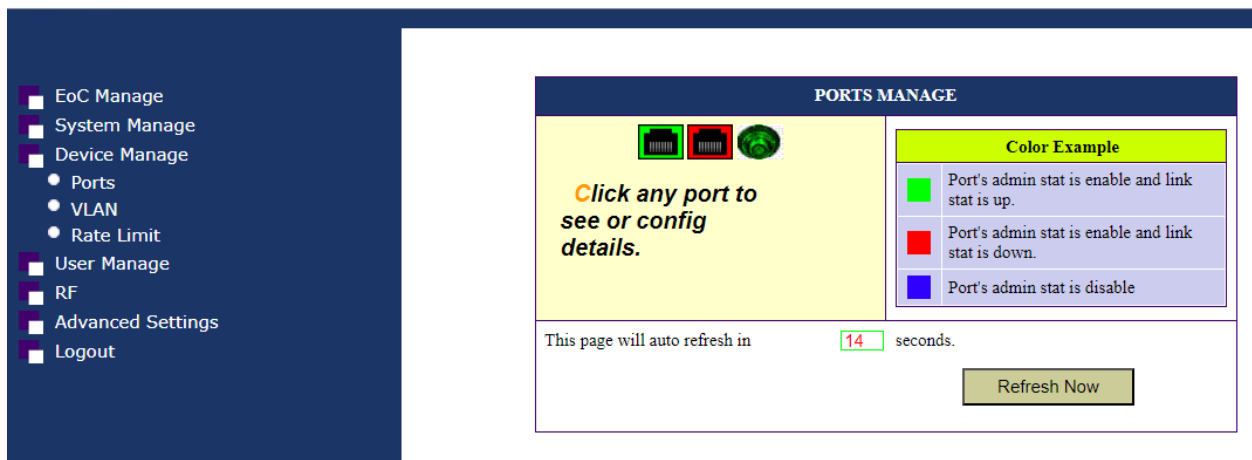 EoC Manage
System Manage
Device Manage
Ports
VLAN
Rate Limit
User Manage
RF
Advanced Settings
Logout
PORTS MANAGE
Click any port to
see or config
details.
Color Example
Port's admin stat is enable and link
stat is up.
Port's admin stat is enable and link
stat is down.
Port's admin stat is disable
This page will auto refresh in 14 seconds.
Refresh Now